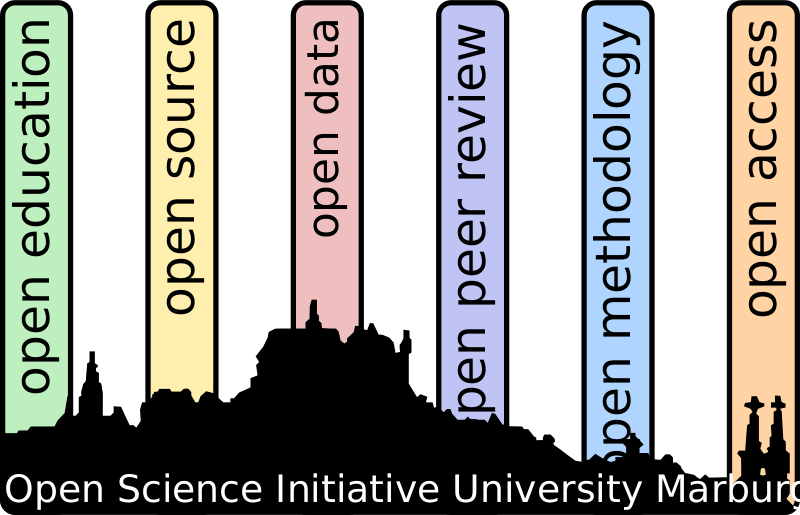 open education
open source
open data
open peer review
open methodology
open access
Open Science Initiative University Marburg